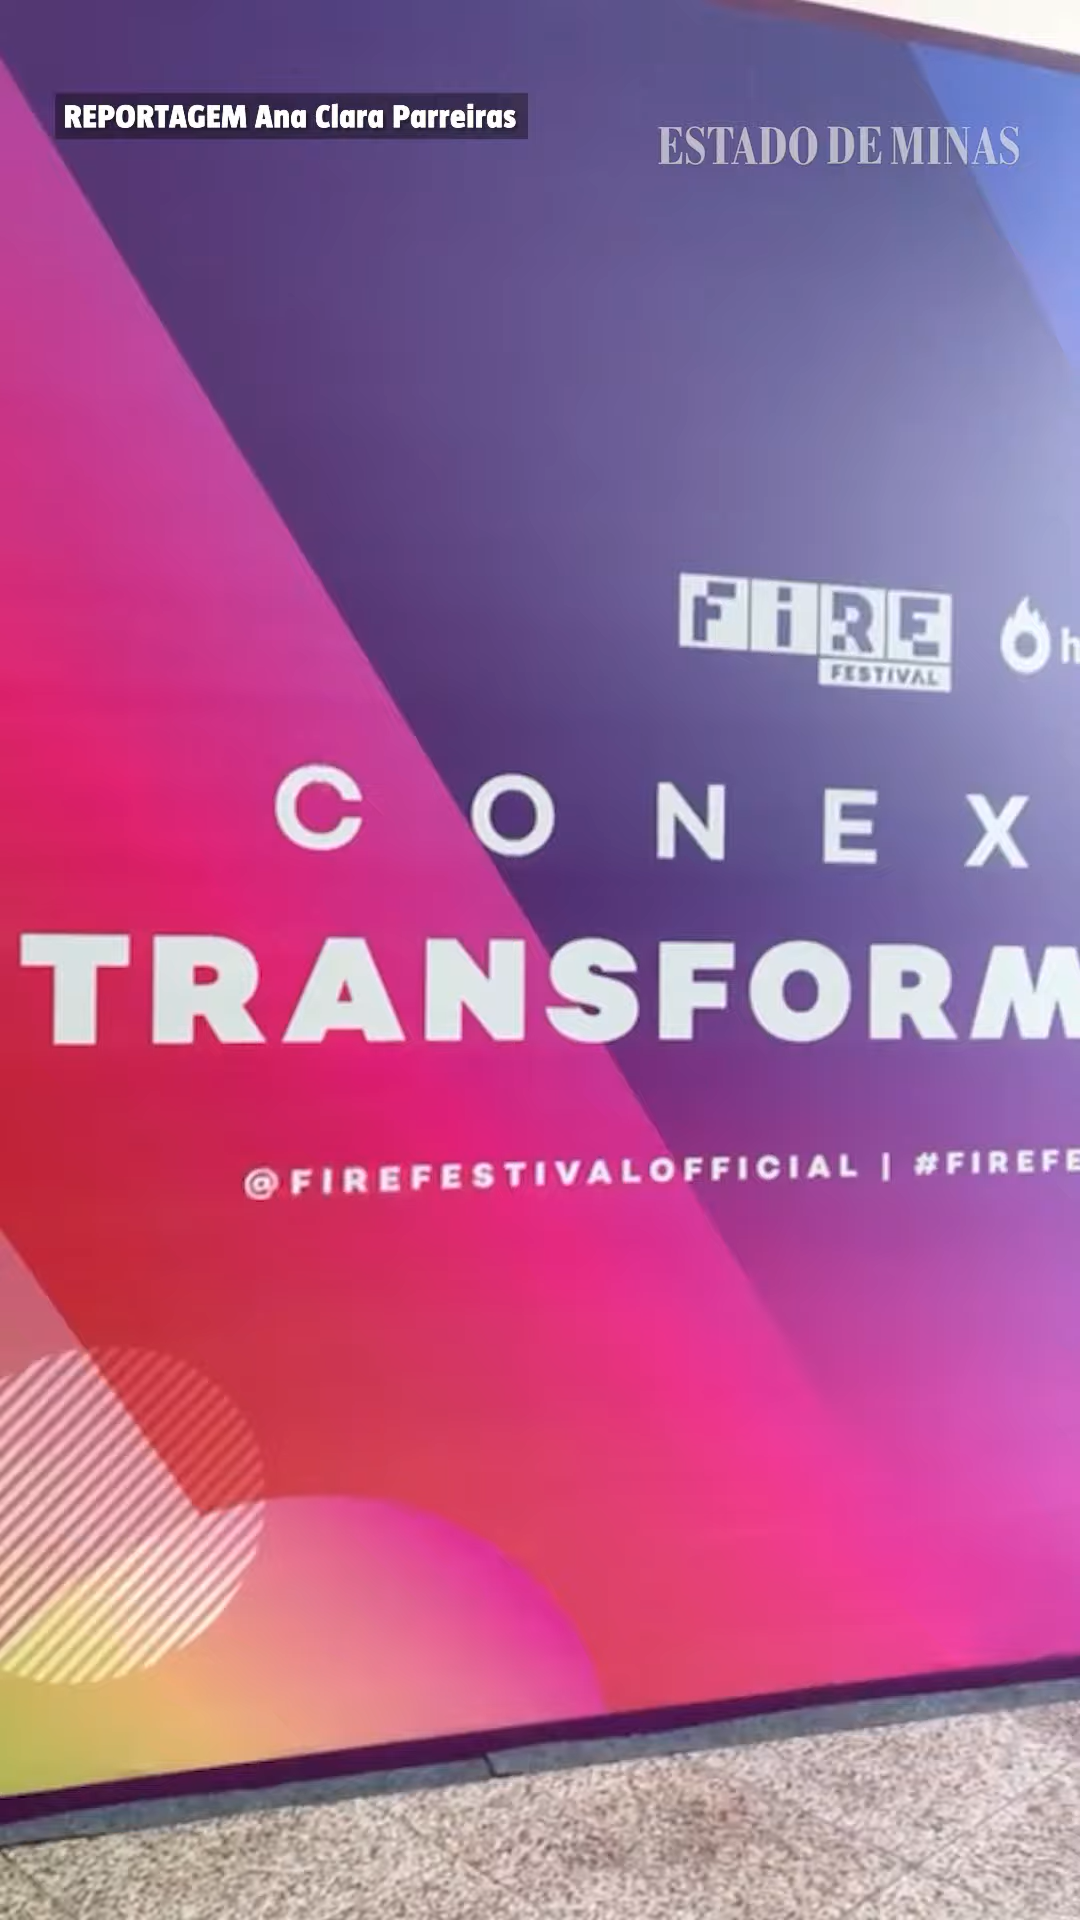 REPORTAGEM Ana Clara Parreiras
ESTADO DE MINAS
FiRE
FESTIVAL
h
CONEX
TRANSFORM
@FIREFESTIVALOFFICIAL | #FIREFE